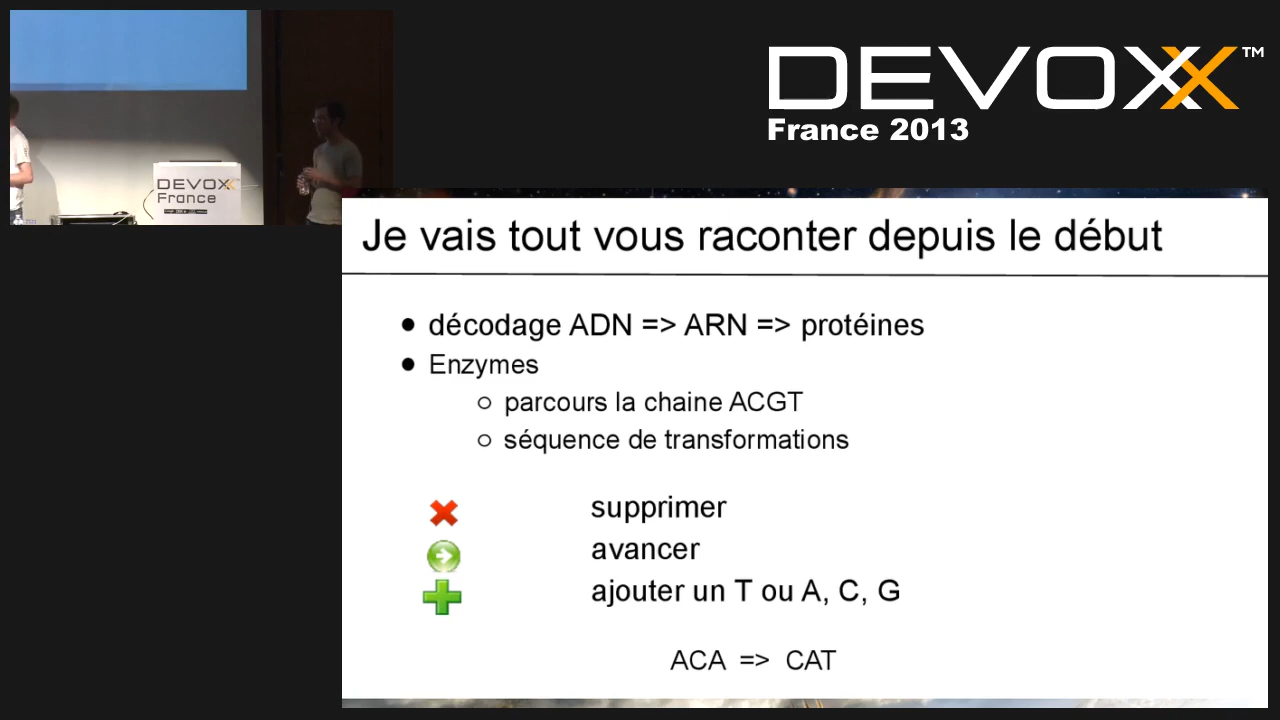 DEVOXX™
France 2013
DEVOXX
France
Je vais tout vous raconter depuis le début
● décodage ADN => ARN => protéines
● Enzymes
○ parcours la chaine ACGT
○ séquence de transformations
supprimer
avancer
ajouter un T ou A, C, G
ACA => CAT